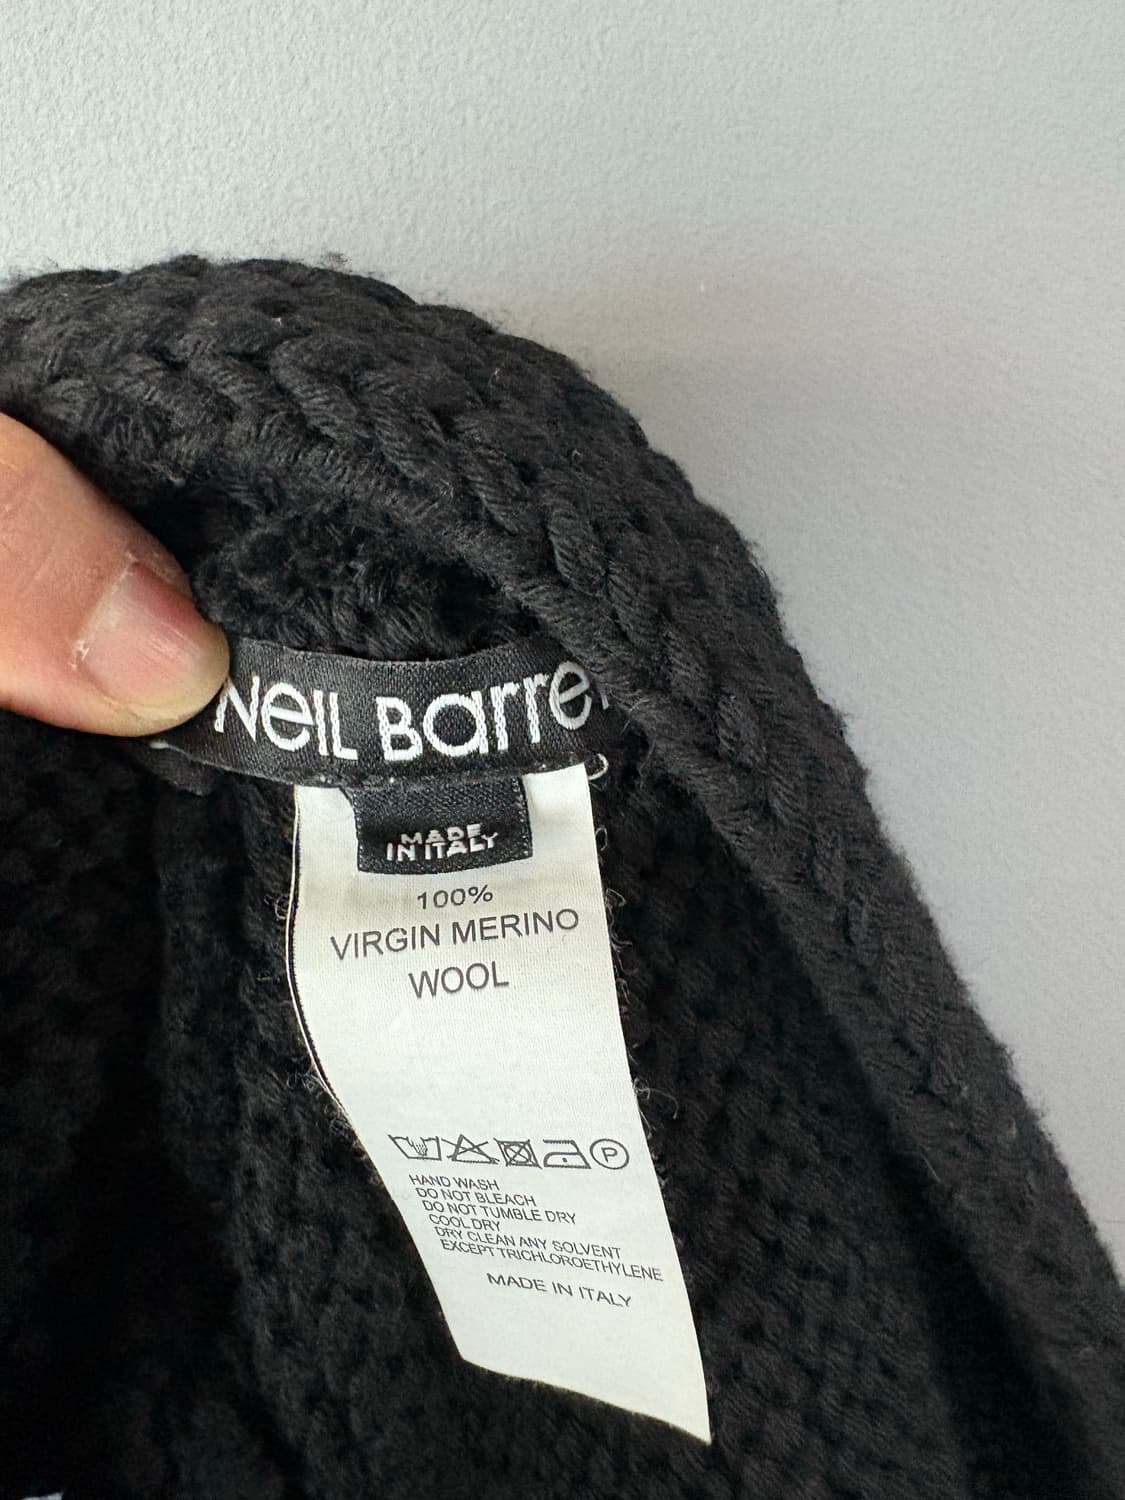 NeIL Barre
MADE
IN ITALY
100%
VIRGIN MERINO
WOOL
P
HAND WASH
DO NOT BLEACH
DO NOT TUMBLE DRY
COOL DRY
DRY CLEAN ANY SOLVENT
EXCEPT TRICHLOROETHYLENE
MADE IN ITALY